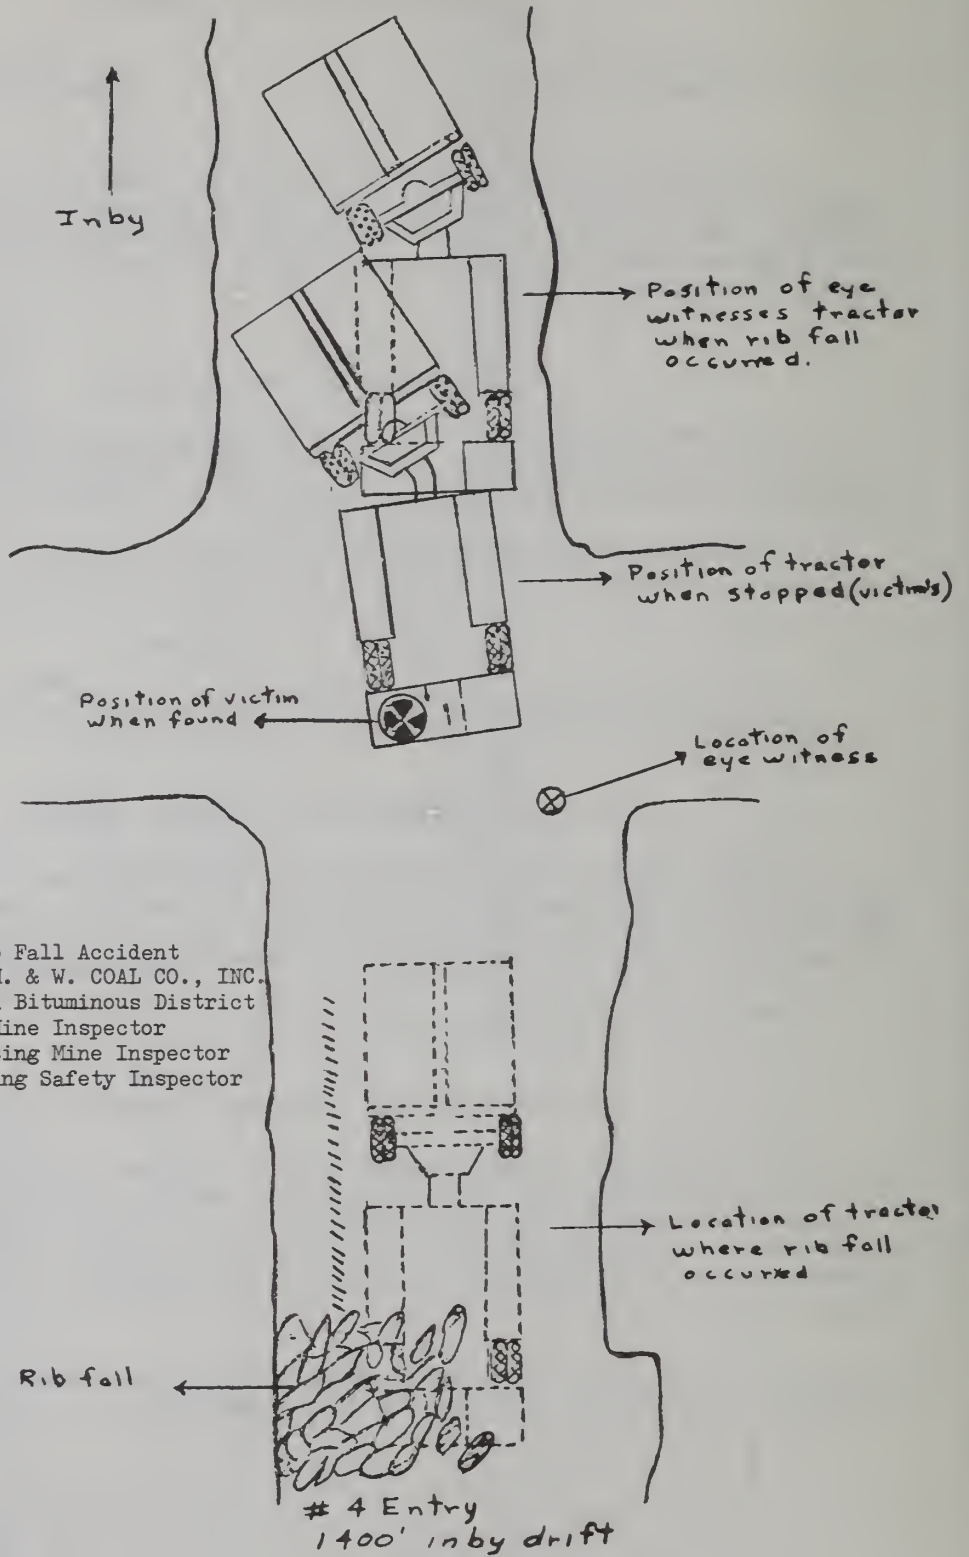 Inby
Position of eye
witnesses tractor
when rib fall
occurred.
Position of tractor
when stopped (victim's)
Position of victim
when found
Location of
eye witness
Fall Accident
& W. COAL CO., INC.
Bituminous District
Mine Inspector
ing Mine Inspector
ng Safety Inspector
Location of tractor
where rib fall
occurred
Rib fall
# 4 Entry
1400' inby drift